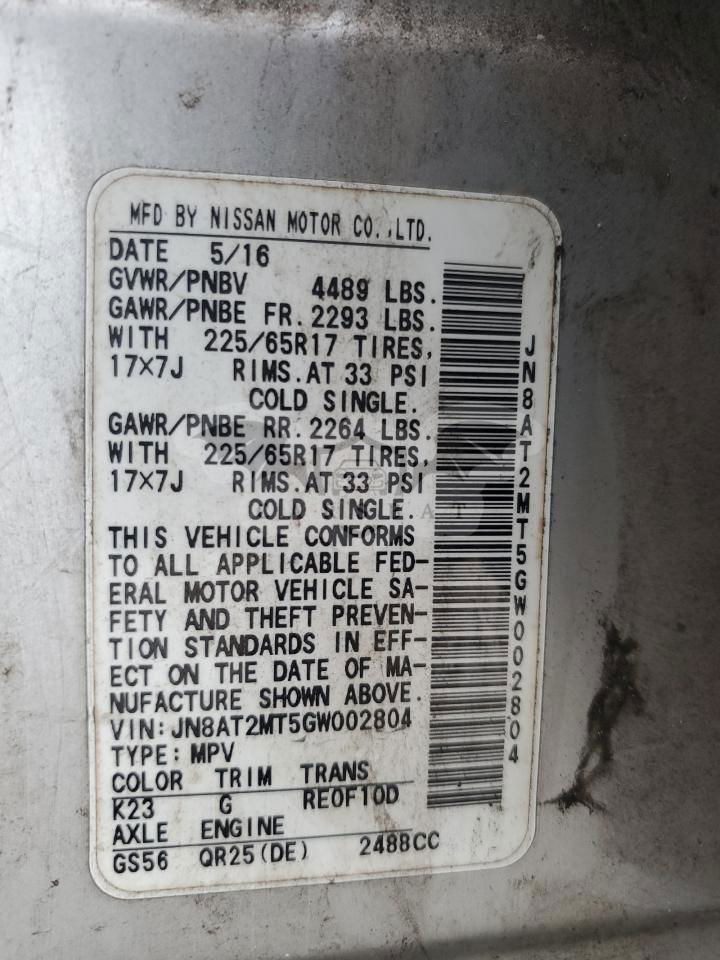 MFD BY NISSAN MOTOR CO.,LTD.
DATE 5/16
GVWR/PNBV 4489 LBS.
GAWR/PNBE FR.2293 LBS.
WITH 225/65R17 TIRES,
17×7J RIMS.AT 33 PSI
COLD SINGLE.
GAWR/PNBE RR.2264 LBS.
WITH 225/65R17 TIRES,
17×7J RIMS.AT 33 PSI
COLD SINGLE.
THIS VEHICLE CONFORMS
TO ALL APPLICABLE FED-
ERAL MOTOR VEHICLE SA-
FETY AND THEFT PREVEN-
TION STANDARDS IN EFF-
ECT ON THE DATE OF MA-
NUFACTURE SHOWN ABOVE.
VIN:JN8AT2MT5GW002804
TYPE:MPV
COLOR TRIM TRANS
K23 G RE0F10D
AXLE ENGINE
GS56 QR25(DE) 2488CC
JN8AT2MT5GW002804